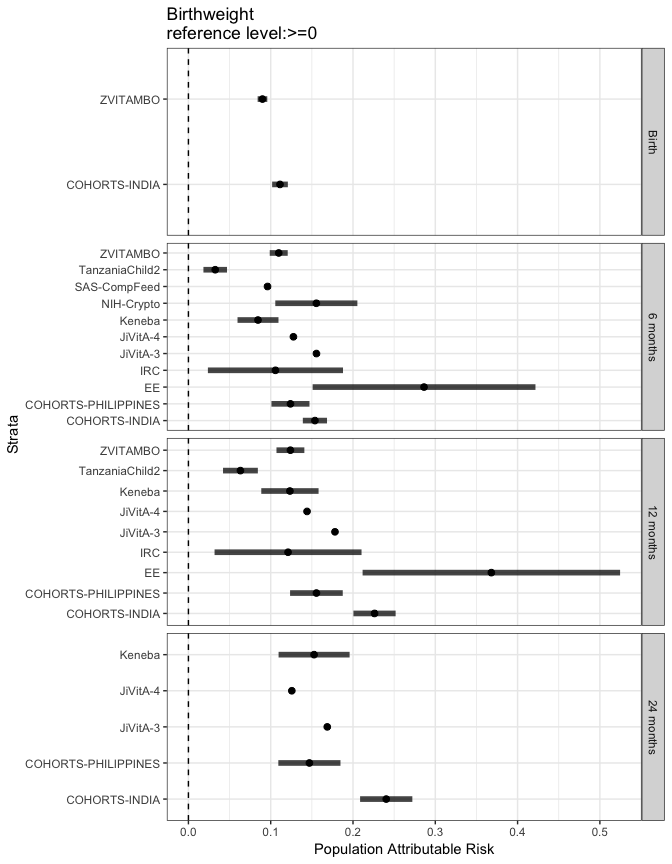 Birthweight
reference level:>=0
Strata
ZVITAMBO
COHORTS-INDIA
Birth
ZVITAMBO
TanzaniaChild2
SAS-CompFeed
NIH-Crypto
Keneba
JiVitA-4
JiVitA-3
IRC
EE
COHORTS-PHILIPPINES
COHORTS-INDIA
6 months
ZVITAMBO
TanzaniaChild2
Keneba
JiVitA-4
JiVitA-3
IRC
EE
COHORTS-PHILIPPINES
COHORTS-INDIA
12 months
Keneba
JiVitA-4
JiVitA-3
COHORTS-PHILIPPINES
COHORTS-INDIA
24 months
0.0 0.1 0.2 0.3 0.4 0.5
Population Attributable Risk